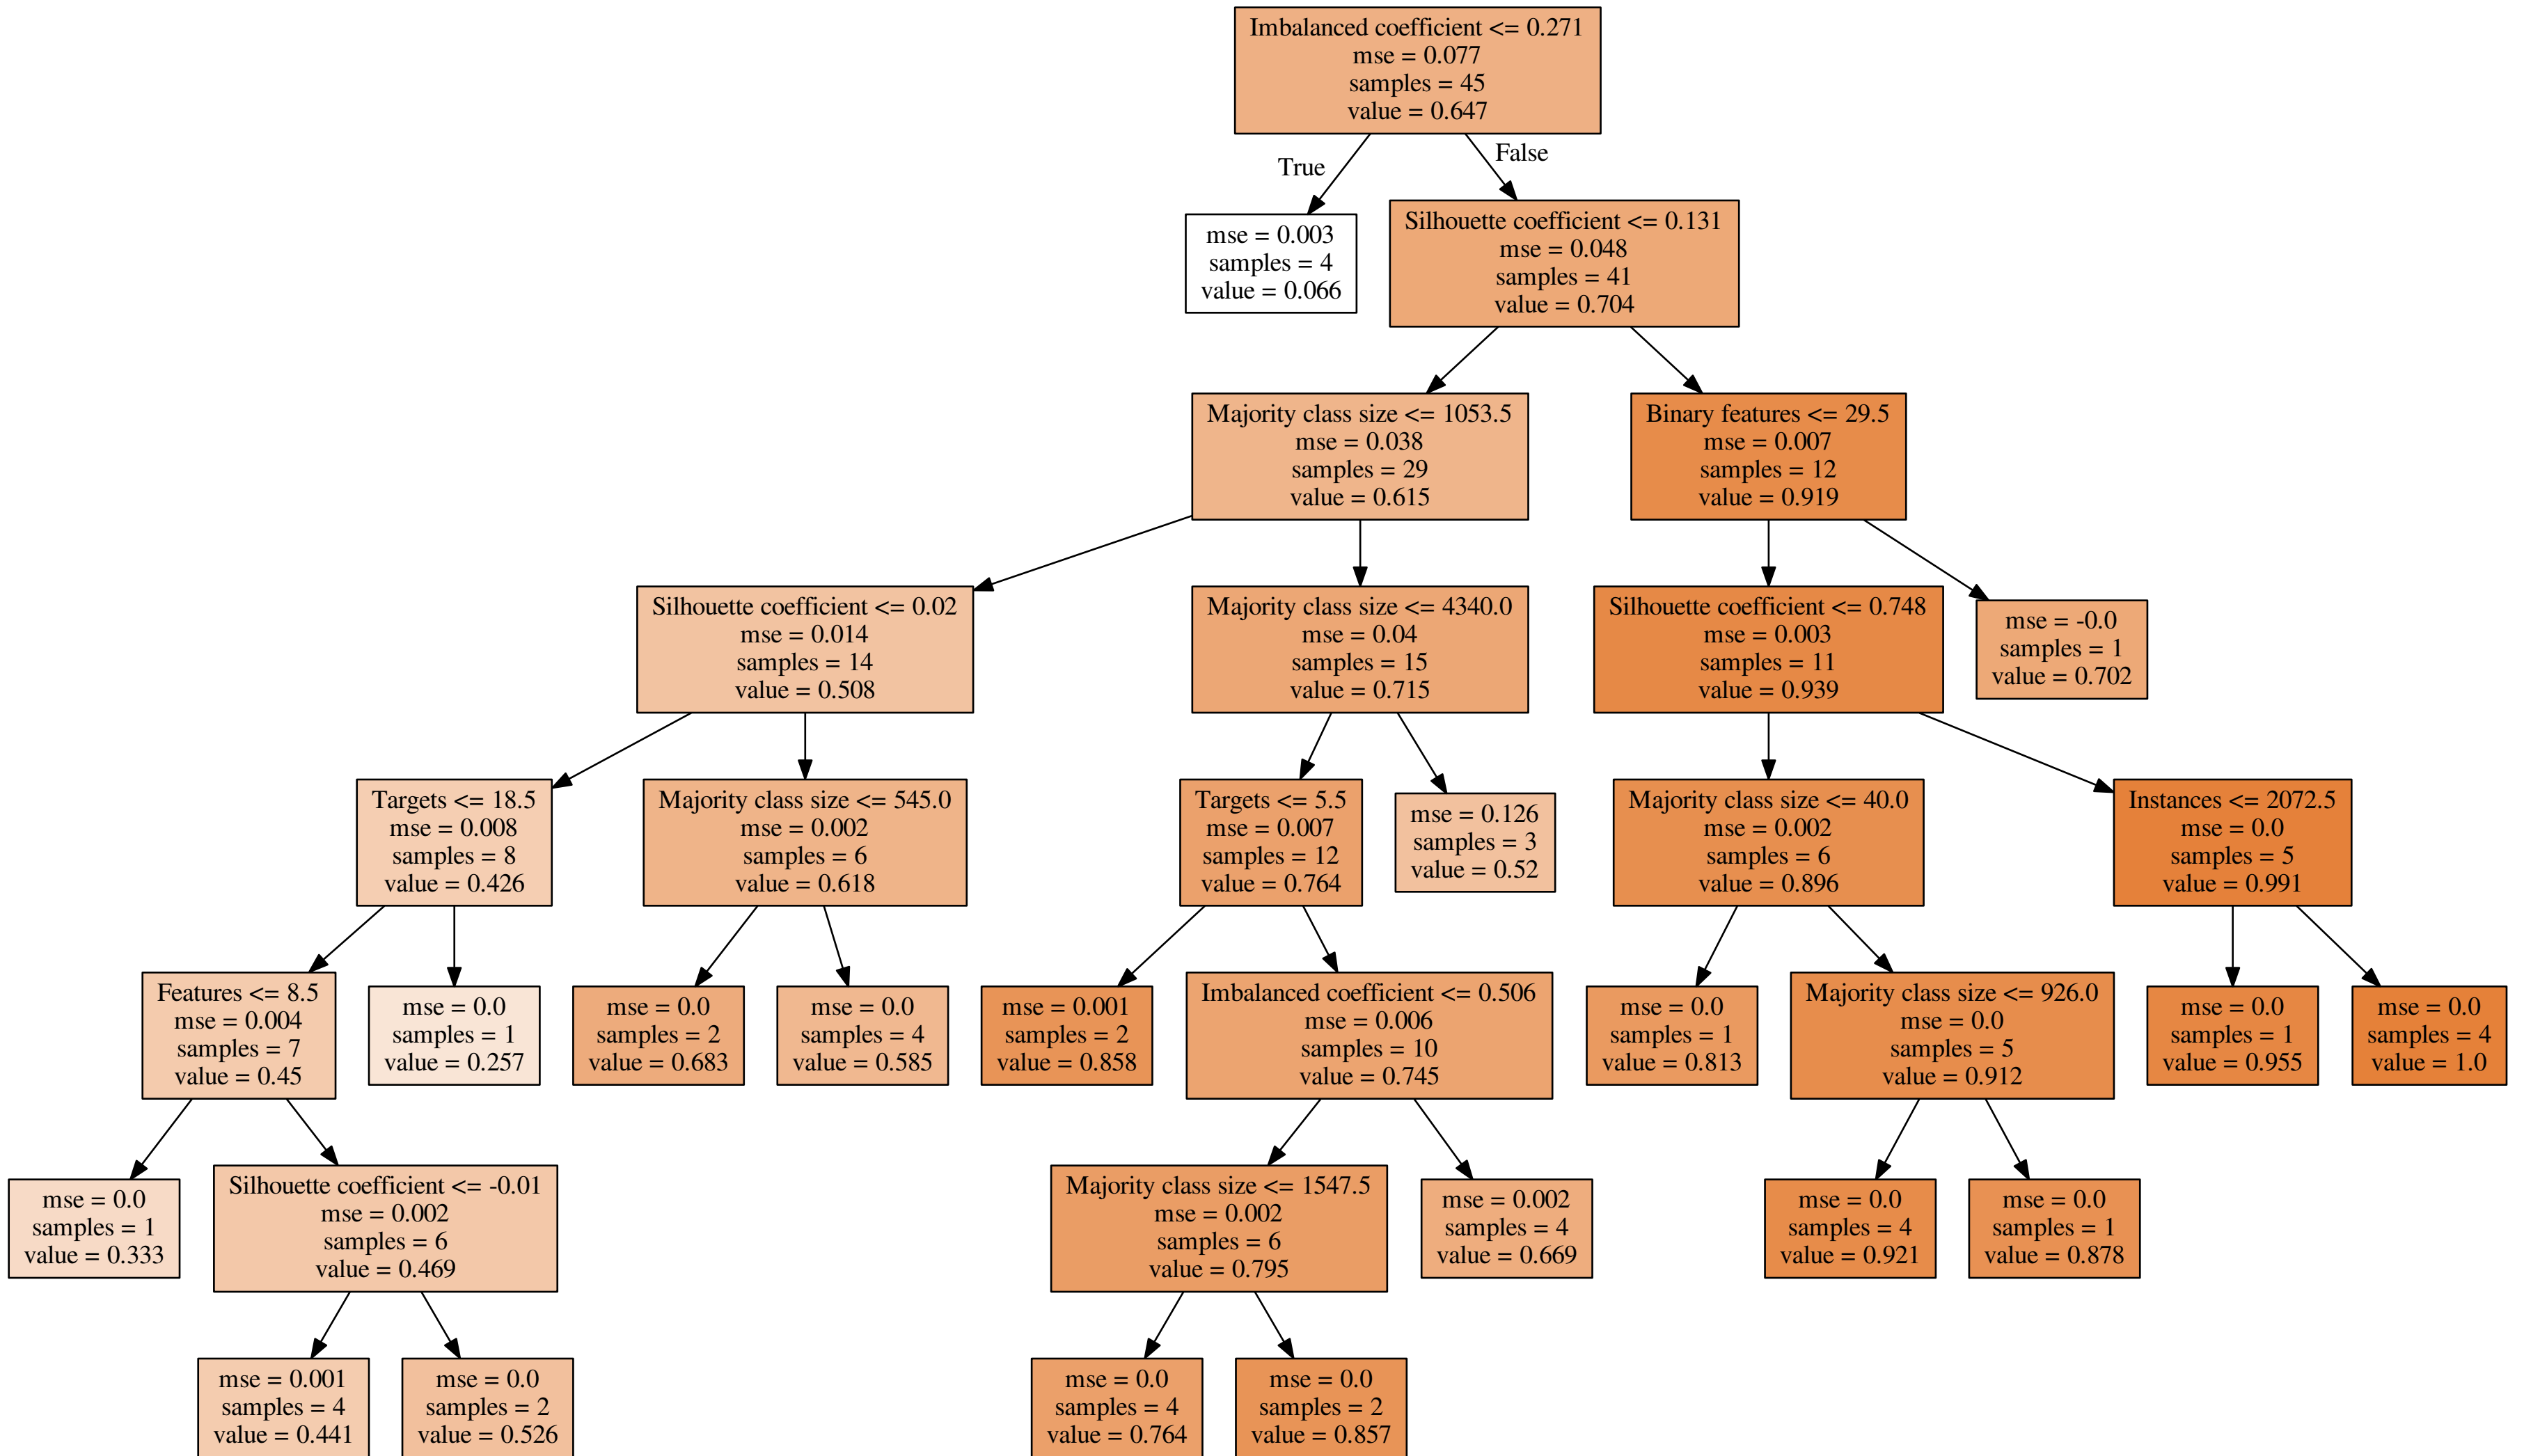 Imbalanced coefficient <= 0.271
mse = 0.077
samples = 45
value = 0.647
True
False
mse = 0.003
samples = 4
value = 0.066
Silhouette coefficient <= 0.131
mse = 0.048
samples = 41
value = 0.704
Majority class size <= 1053.5
mse = 0.038
samples = 29
value = 0.615
Binary features <= 29.5
mse = 0.007
samples = 12
value = 0.919
Silhouette coefficient <= 0.02
mse = 0.014
samples = 14
value = 0.508
Majority class size <= 4340.0
mse = 0.04
samples = 15
value = 0.715
Silhouette coefficient <= 0.748
mse = 0.003
samples = 11
value = 0.939
mse = -0.0
samples = 1
value = 0.702
Targets <= 18.5
mse = 0.008
samples = 8
value = 0.426
Majority class size <= 545.0
mse = 0.002
samples = 6
value = 0.618
Targets <= 5.5
mse = 0.007
samples = 12
value = 0.764
mse = 0.126
samples = 3
value = 0.52
Majority class size <= 40.0
mse = 0.002
samples = 6
value = 0.896
Instances <= 2072.5
mse = 0.0
samples = 5
value = 0.991
Features <= 8.5
mse = 0.004
samples = 7
value = 0.45
mse = 0.0
samples = 1
value = 0.257
mse = 0.0
samples = 2
value = 0.683
mse = 0.0
samples = 4
value = 0.585
mse = 0.001
samples = 2
value = 0.858
Imbalanced coefficient <= 0.506
mse = 0.006
samples = 10
value = 0.745
mse = 0.0
samples = 1
value = 0.813
Majority class size <= 926.0
mse = 0.0
samples = 5
value = 0.912
mse = 0.0
samples = 1
value = 0.955
mse = 0.0
samples = 4
value = 1.0
mse = 0.0
samples = 1
value = 0.333
Silhouette coefficient <= -0.01
mse = 0.002
samples = 6
value = 0.469
Majority class size <= 1547.5
mse = 0.002
samples = 6
value = 0.795
mse = 0.002
samples = 4
value = 0.669
mse = 0.0
samples = 4
value = 0.921
mse = 0.0
samples = 1
value = 0.878
mse = 0.001
samples = 4
value = 0.441
mse = 0.0
samples = 2
value = 0.526
mse = 0.0
samples = 4
value = 0.764
mse = 0.0
samples = 2
value = 0.857